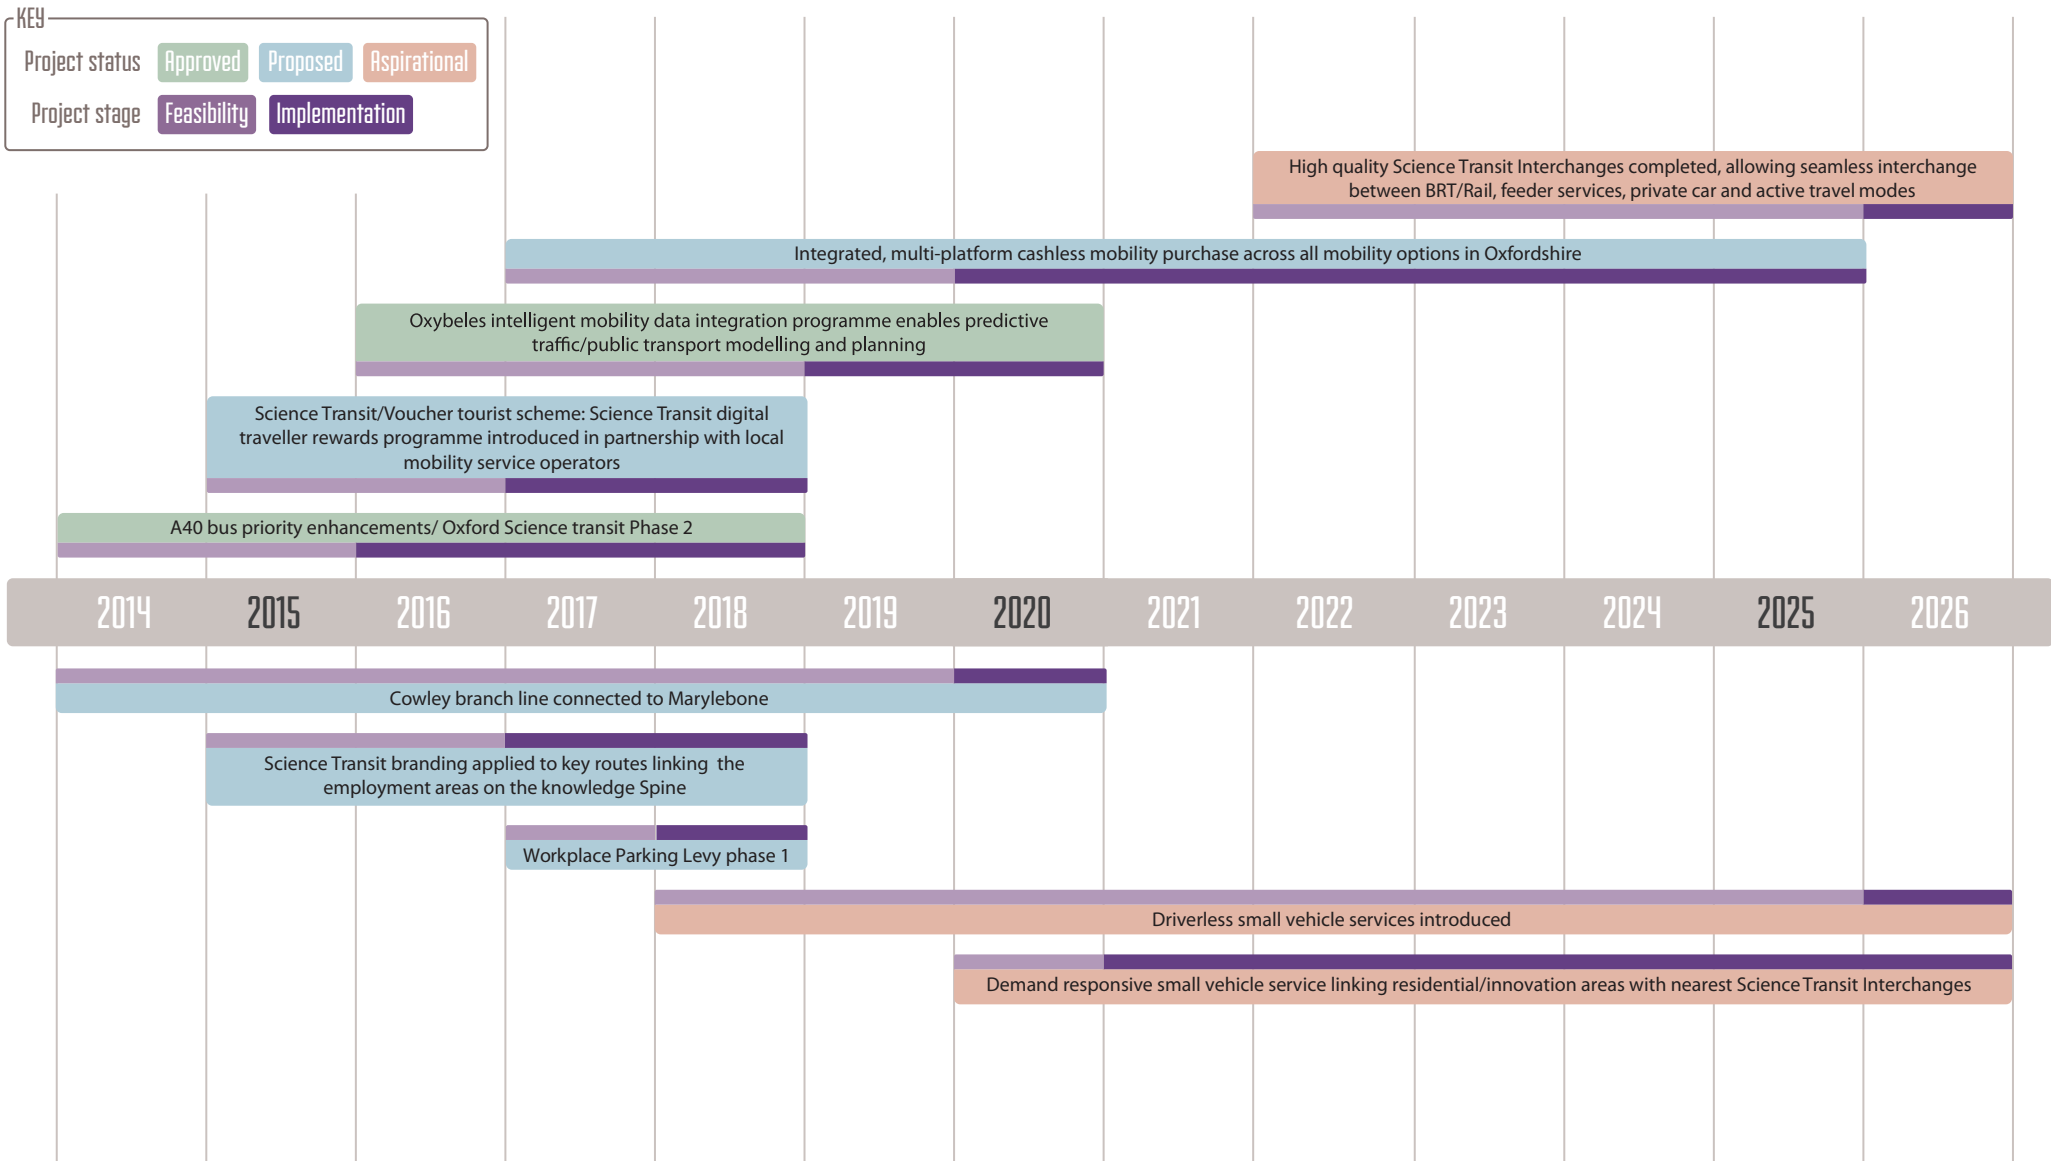 KEY
Project status Approved Proposed Aspirational
Project stage Feasibility Implementation
High quality Science Transit Interchanges completed, allowing seamless interchange
between BRT/Rail, feeder services, private car and active travel modes
Integrated, multi-platform cashless mobility purchase across all mobility options in Oxfordshire
Oxybeles intelligent mobility data integration programme enables predictive
traffic/public transport modelling and planning
Science Transit/Voucher tourist scheme: Science Transit digital
traveller rewards programme introduced in partnership with local
mobility service operators
A40 bus priority enhancements/ Oxford Science transit Phase 2
2014 2015 2016 2017 2018 2019 2020 2021 2022 2023 2024 2025 2026
Cowley branch line connected to Marylebone
Science Transit branding applied to key routes linking the
employment areas on the knowledge Spine
Workplace Parking Levy phase 1
Driverless small vehicle services introduced
Demand responsive small vehicle service linking residential/innovation areas with nearest Science Transit Interchanges